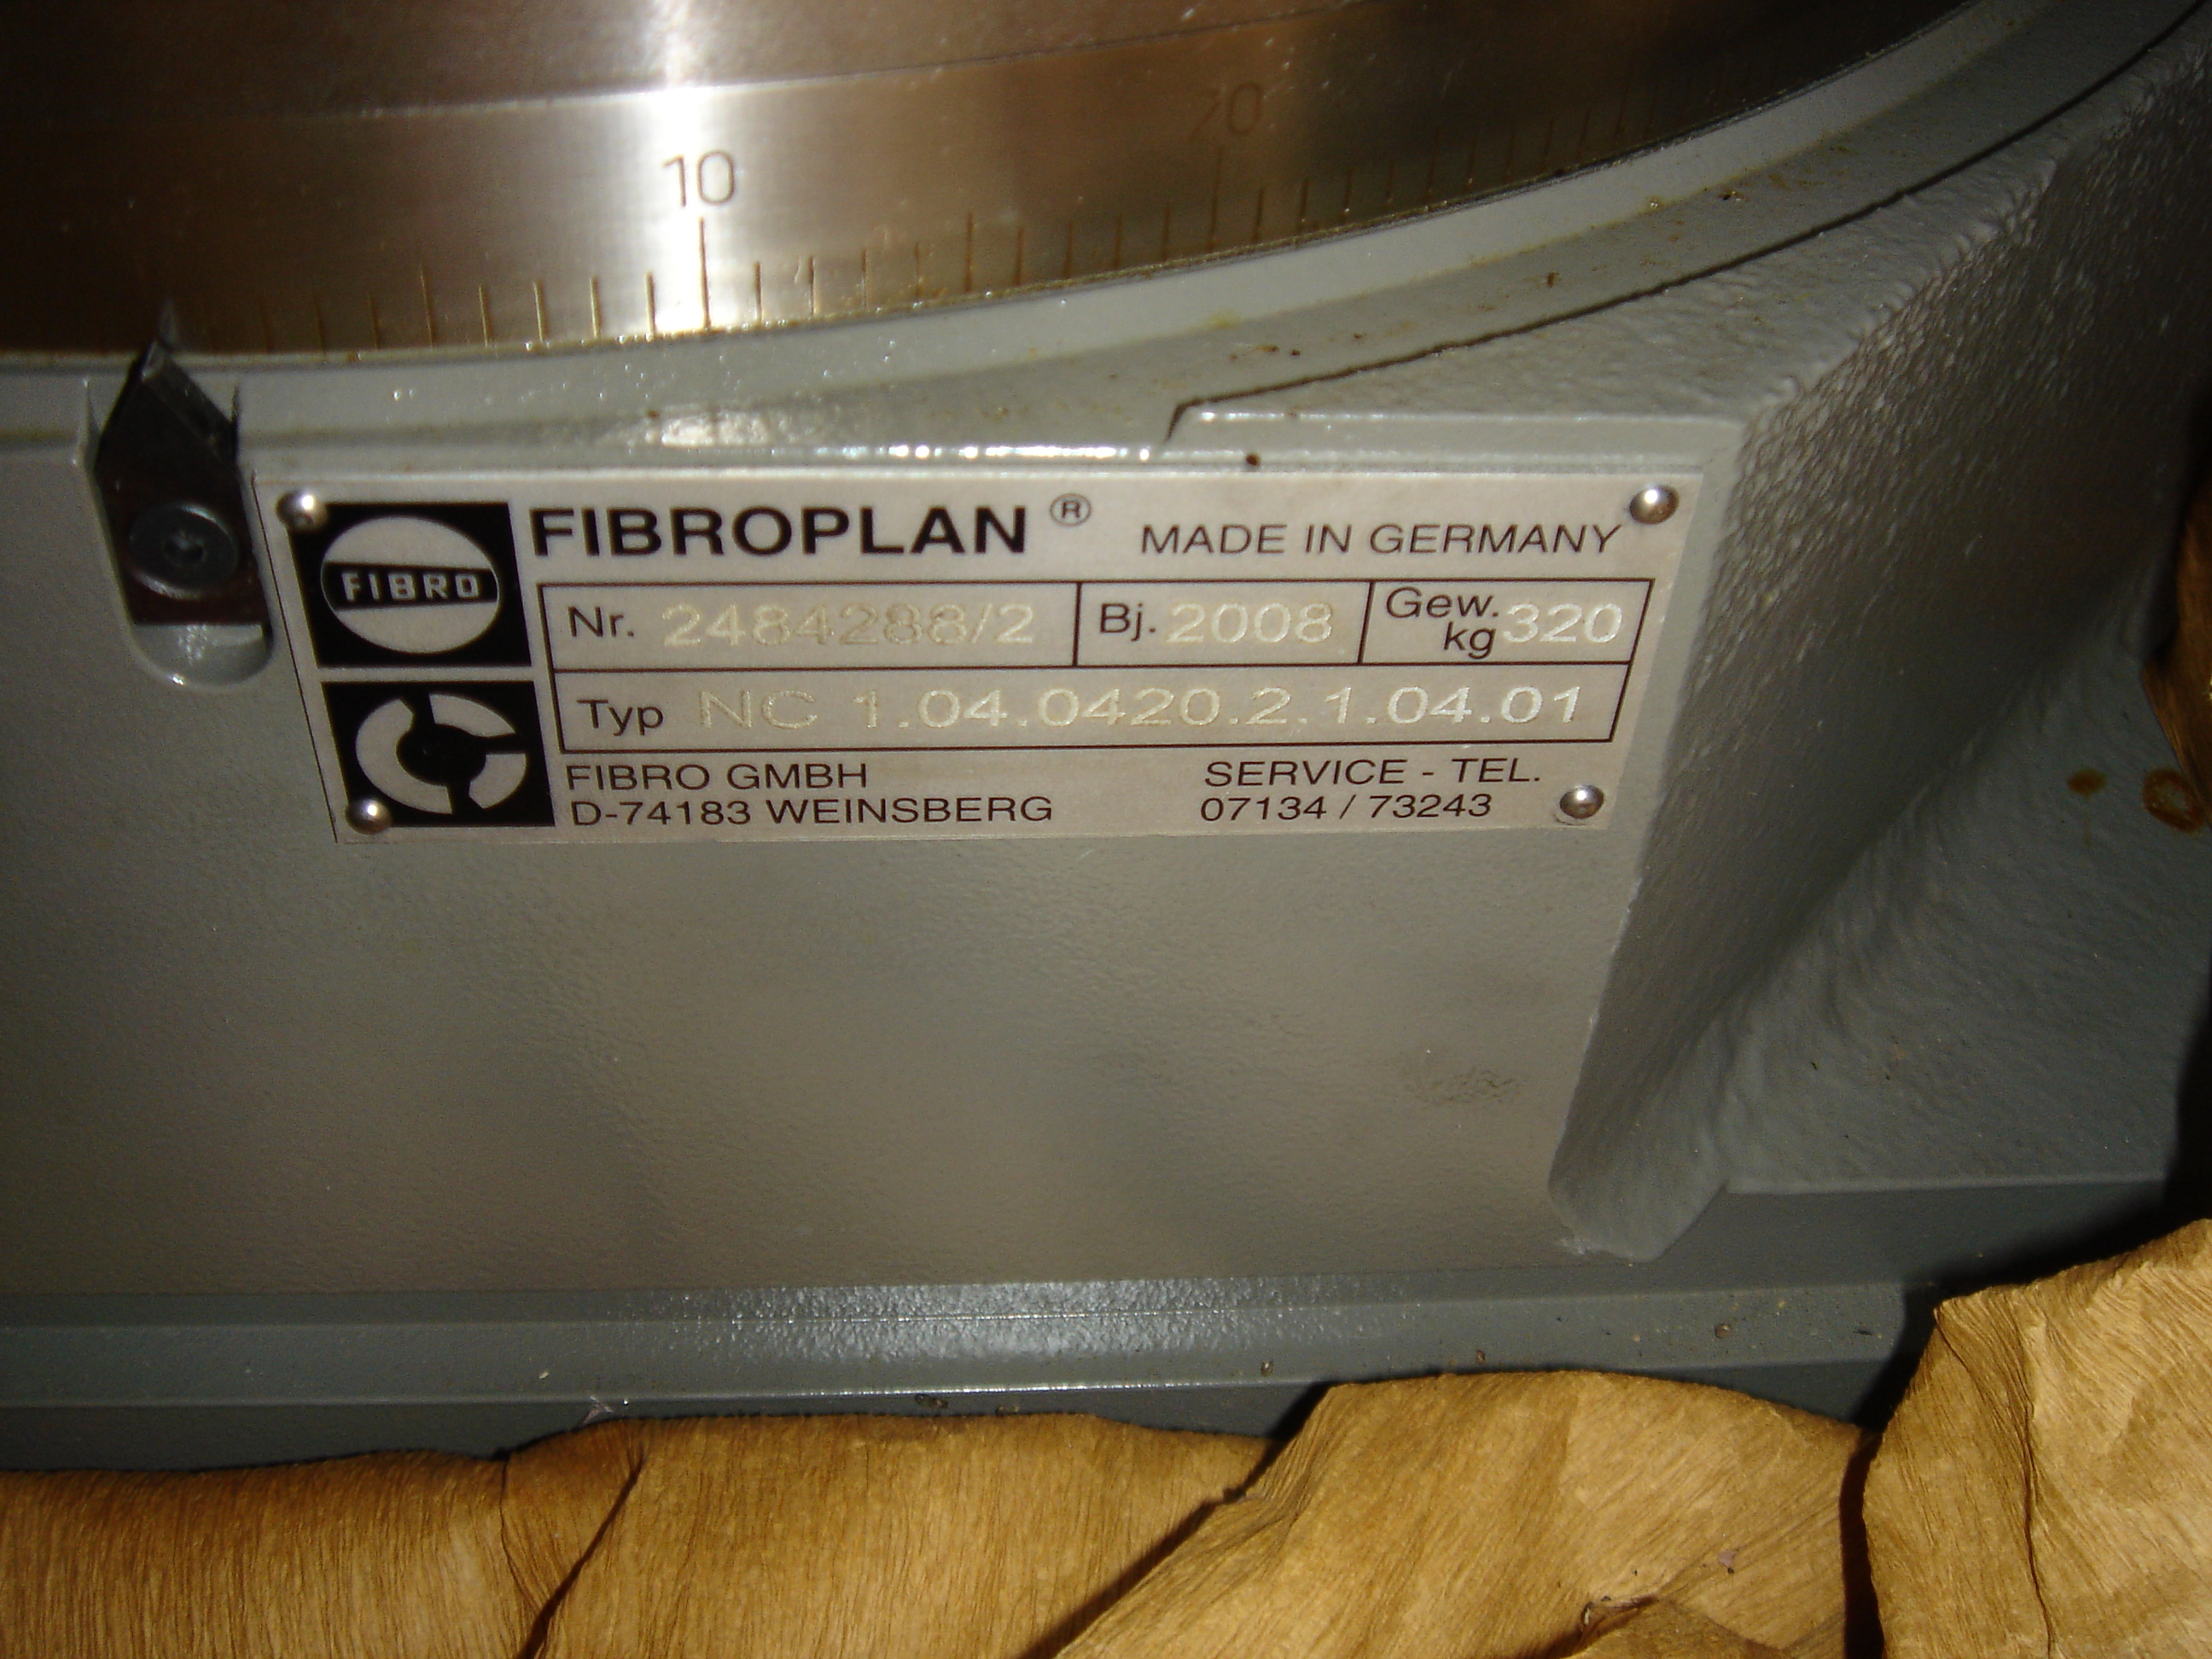 10 20
FIBRO
FIBROPLAN ® MADE IN GERMANY
Nr. 2484288/2 Bj. 2008 Gew. kg 320
Typ NC 1.04.0420.2.1.04.01
FIBRO GMBH SERVICE - TEL.
D-74183 WEINSBERG 07134 / 73243